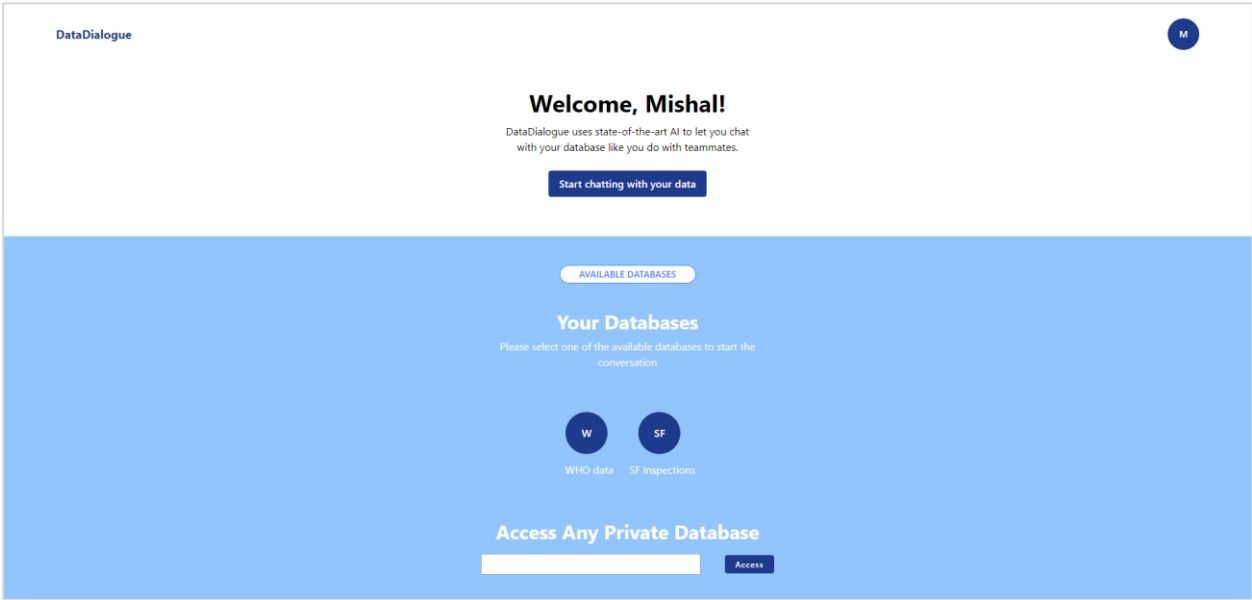 DataDialogue
M
Welcome, Mishal!
DataDialogue uses state-of-the-art AI to let you chat
with your database like you do with teammates.
Start chatting with your data
AVAILABLE DATABASES
Your Databases
Please select one of the available databases to start the
conversation
W
SF
WHO data
SF Inspections
Access Any Private Database
Access